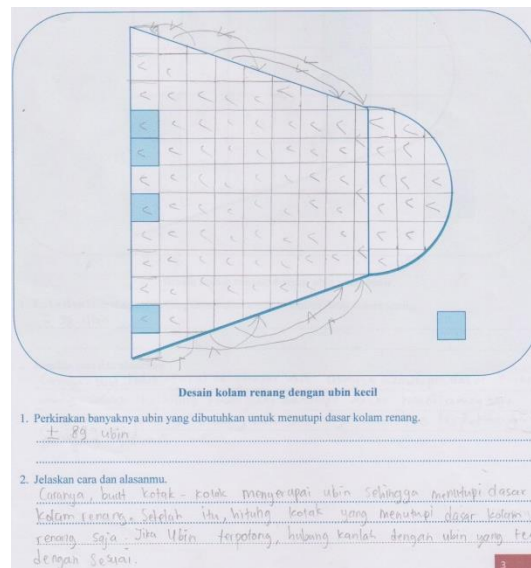 Desain kolam renang dengan ubin kecil
1. Perkirakan banyaknya ubin yang dibutuhkan untuk menutupi dasar kolam renang.
± 89 ubin
2. Jelaskan cara dan alasanmu.
Caranya, buat kotak-kotak menyerupai ubin sehingga menutupi dasar
kolam renang. Setelah itu, hitung kotak yang menutupi dasar kolam
renang saja. Jika Ubin terpotong, hubungkanlah dengan ubin yang
dengan sesuai.
3